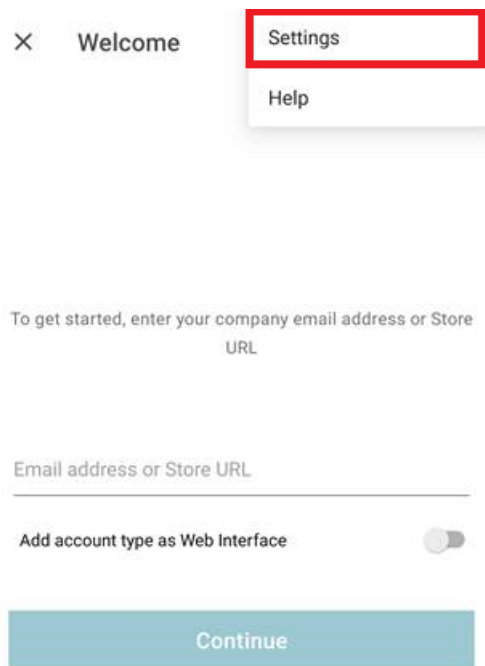 Welcome
Settings
Help
To get started, enter your company email address or Store
URL
Email address or Store URL
Add account type as Web Interface
Continue